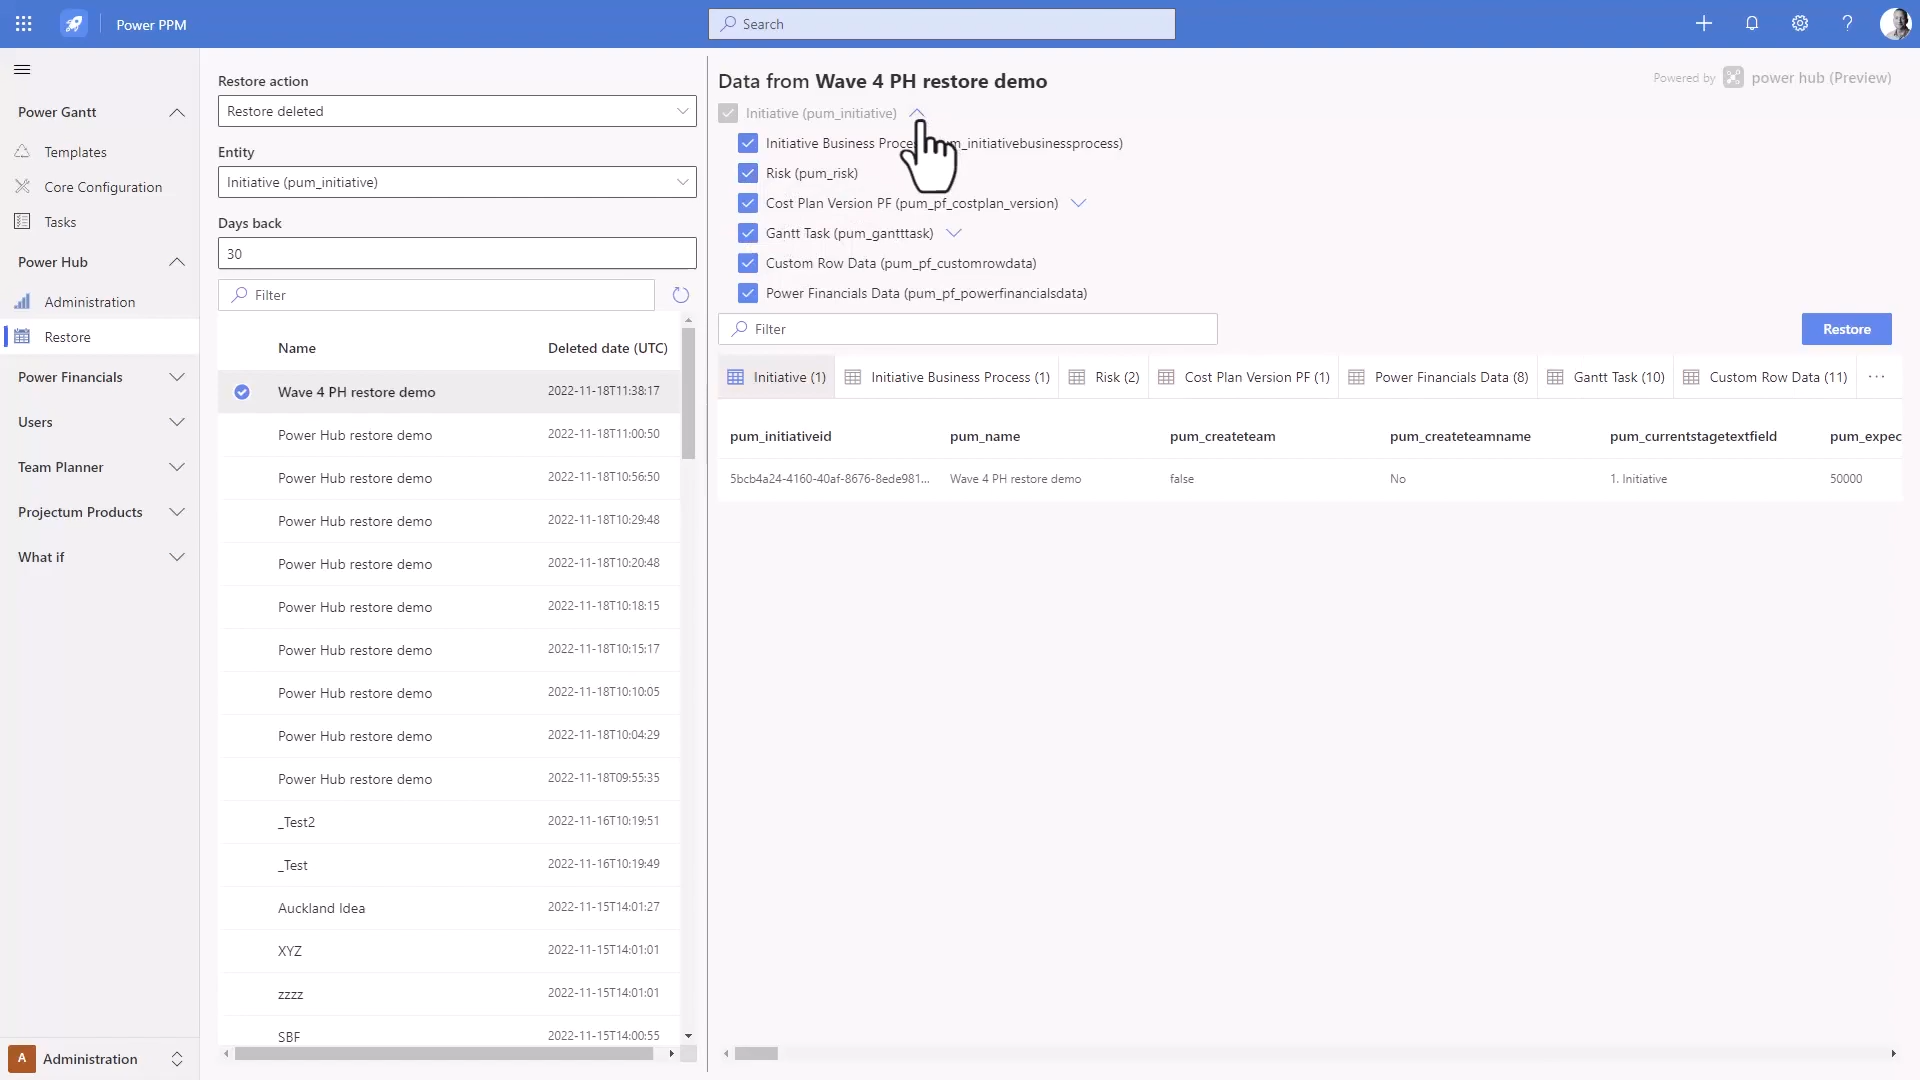 Power PPM
Search
Power Gantt
Templates
Core Configuration
Tasks
Power Hub
Administration
Restore
Power Financials
Users
Team Planner
Projectum Products
What if
A Administration
Restore action
Restore deleted
Entity
Initiative (pum_initiative)
Days back
30
Filter
Name Deleted date (UTC)
Wave 4 PH restore demo 2022-11-18T11:38:17
Power Hub restore demo 2022-11-18T11:00:50
Power Hub restore demo 2022-11-18T10:56:50
Power Hub restore demo 2022-11-18T10:29:48
Power Hub restore demo 2022-11-18T10:20:48
Power Hub restore demo 2022-11-18T10:18:15
Power Hub restore demo 2022-11-18T10:15:17
Power Hub restore demo 2022-11-18T10:10:05
Power Hub restore demo 2022-11-18T10:04:29
Power Hub restore demo 2022-11-18T09:55:35
_Test2 2022-11-16T10:19:51
_Test 2022-11-16T10:19:49
Auckland Idea 2022-11-15T14:01:27
XYZ 2022-11-15T14:01:01
zzzz 2022-11-15T14:01:01
SBF 2022-11-15T14:00:55
Data from Wave 4 PH restore demo
Powered by power hub (Preview)
Initiative (pum_initiative)
Initiative Business Proce m_initiativebusinessprocess)
Risk (pum_risk)
Cost Plan Version PF (pum_pf_costplan_version)
Gantt Task (pum_gantttask)
Custom Row Data (pum_pf_customrowdata)
Power Financials Data (pum_pf_powerfinancialsdata)
Filter
Restore
Initiative (1) Initiative Business Process (1) Risk (2) Cost Plan Version PF (1) Power Financials Data (8) Gantt Task (10) Custom Row Data (11) ...
pum_initiativeid pum_name pum_createteam pum_createteamname pum_currentstagetextfield pum_expec
5bcb4a24-4160-40af-8676-8ede981... Wave 4 PH restore demo false No 1. Initiative 50000